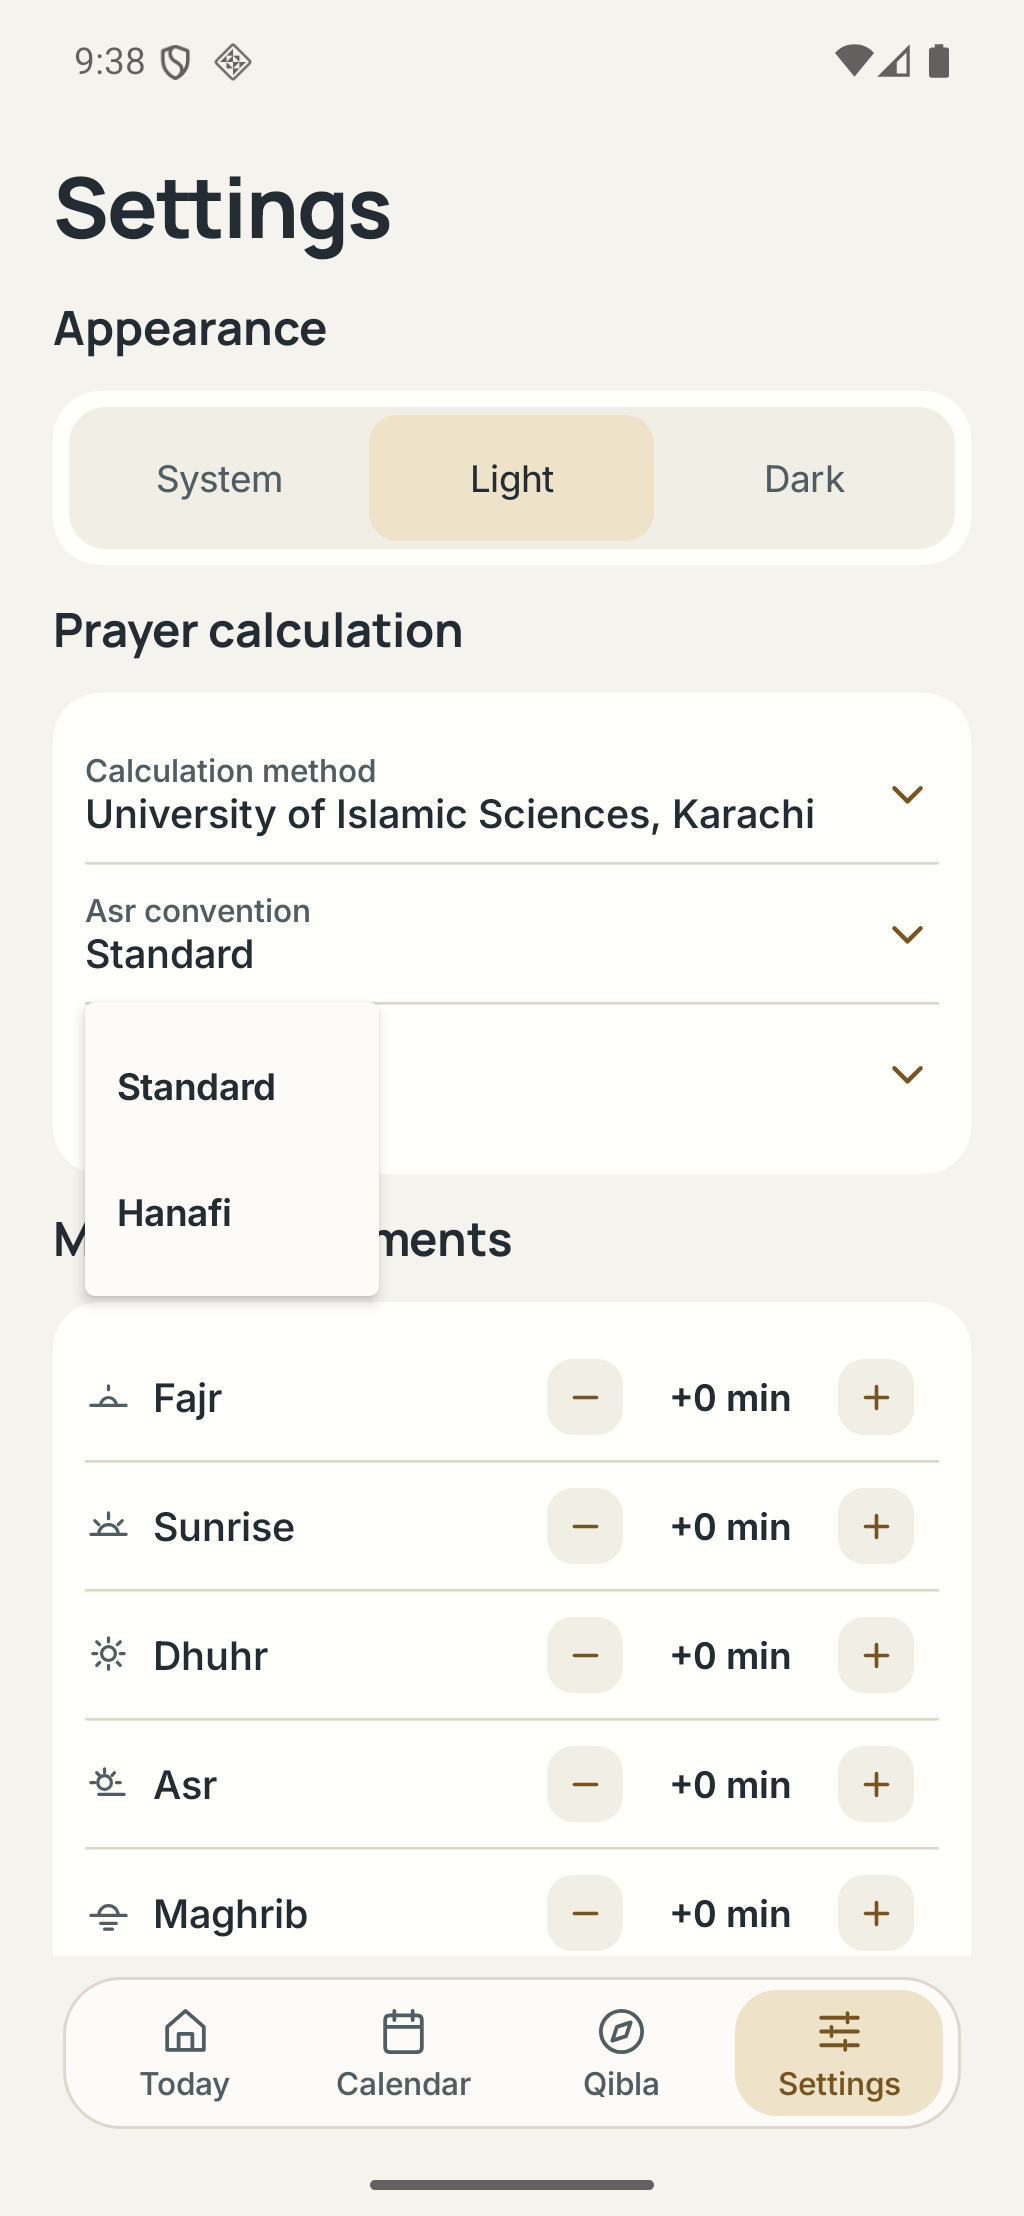 9:38
Settings
Appearance
System
Light
Dark
Prayer calculation
Calculation method
University of Islamic Sciences, Karachi
Asr convention
Standard
Standard
Hanafi
Fajr
+0 min
Sunrise
+0 min
Dhuhr
+0 min
Asr
+0 min
Maghrib
+0 min
Today
Calendar
Qibla
Settings